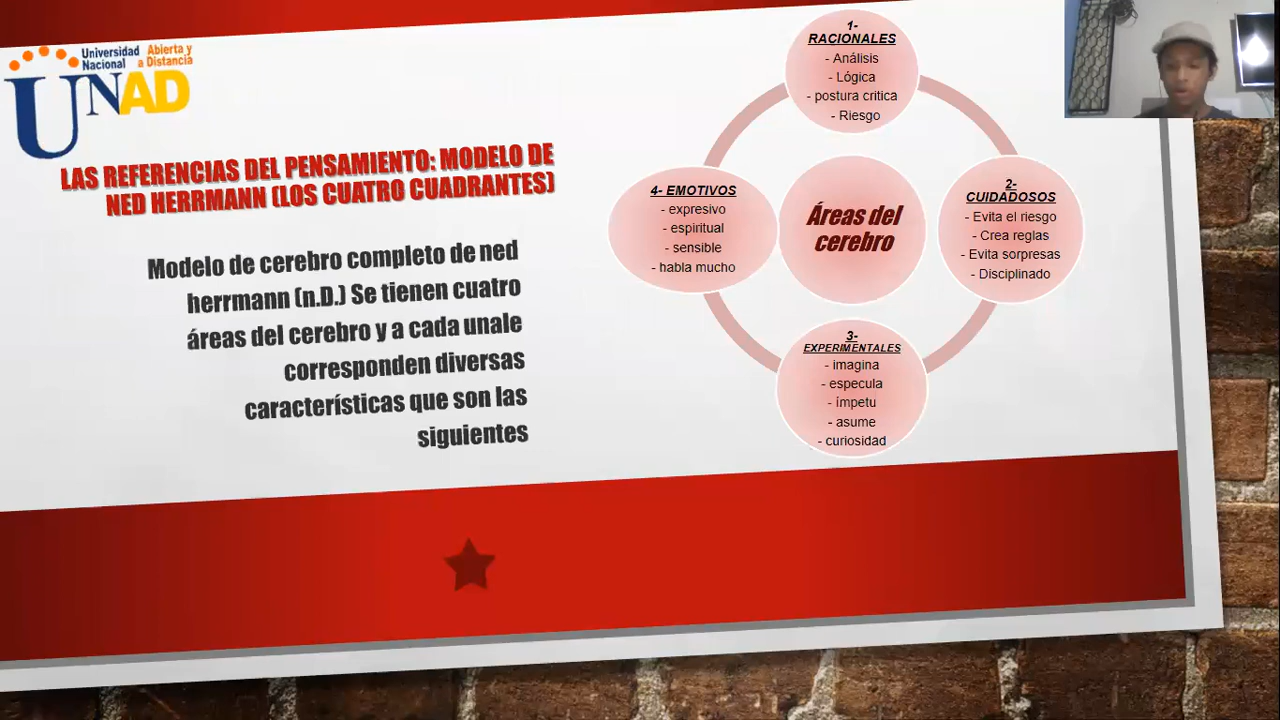 Universidad Abierta y
Nacional a Distancia
UNAD
LAS REFERENCIAS DEL PENSAMIENTO: MODELO DE
NED HERRMANN (LOS CUATRO CUADRANTES)
Modelo de cerebro completo de ned
herrmann (n.D.) Se tienen cuatro
áreas del cerebro y a cada unale
corresponden diversas
características que son las
siguientes
1-
RACIONALES
- Análisis
- Lógica
- postura critica
- Riesgo
2-
CUIDADOSOS
- Evita el riesgo
- Crea reglas
- Evita sorpresas
- Disciplinado
3-
EXPERIMENTALES
- imagina
- especula
- ímpetu
- asume
- curiosidad
4- EMOTIVOS
- expresivo
- espiritual
- sensible
- habla mucho
Áreas del
cerebro